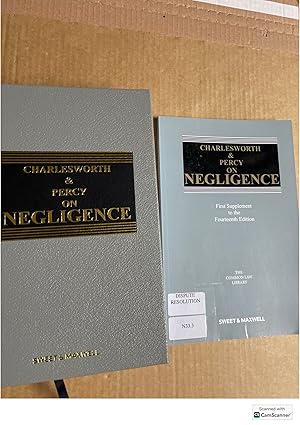 CHARLESWORTH
&
PERCY
ON
NEGLIGENCE
SWEET & MAXWELL
CHARLESWORTH
&
PERCY
ON
NEGLIGENCE
First Supplement
to the
Fourteenth Edition
THE
COMMON LAW
LIBRARY
DISPUTE
RESOLUTION
N33.3
SWEET & MAXWELL
Scanned with
CS CamScanner